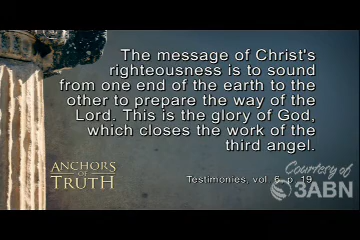 The message of Christ's
righteousness is to sound
from one end of the earth to the
other to prepare the way of the
Lord. This is the glory of God,
which closes the work of the
third angel.
Testimonies, vol. 6, p. 19.
ANCHORS
OF
TRUTH
Courtesy of
3ABN